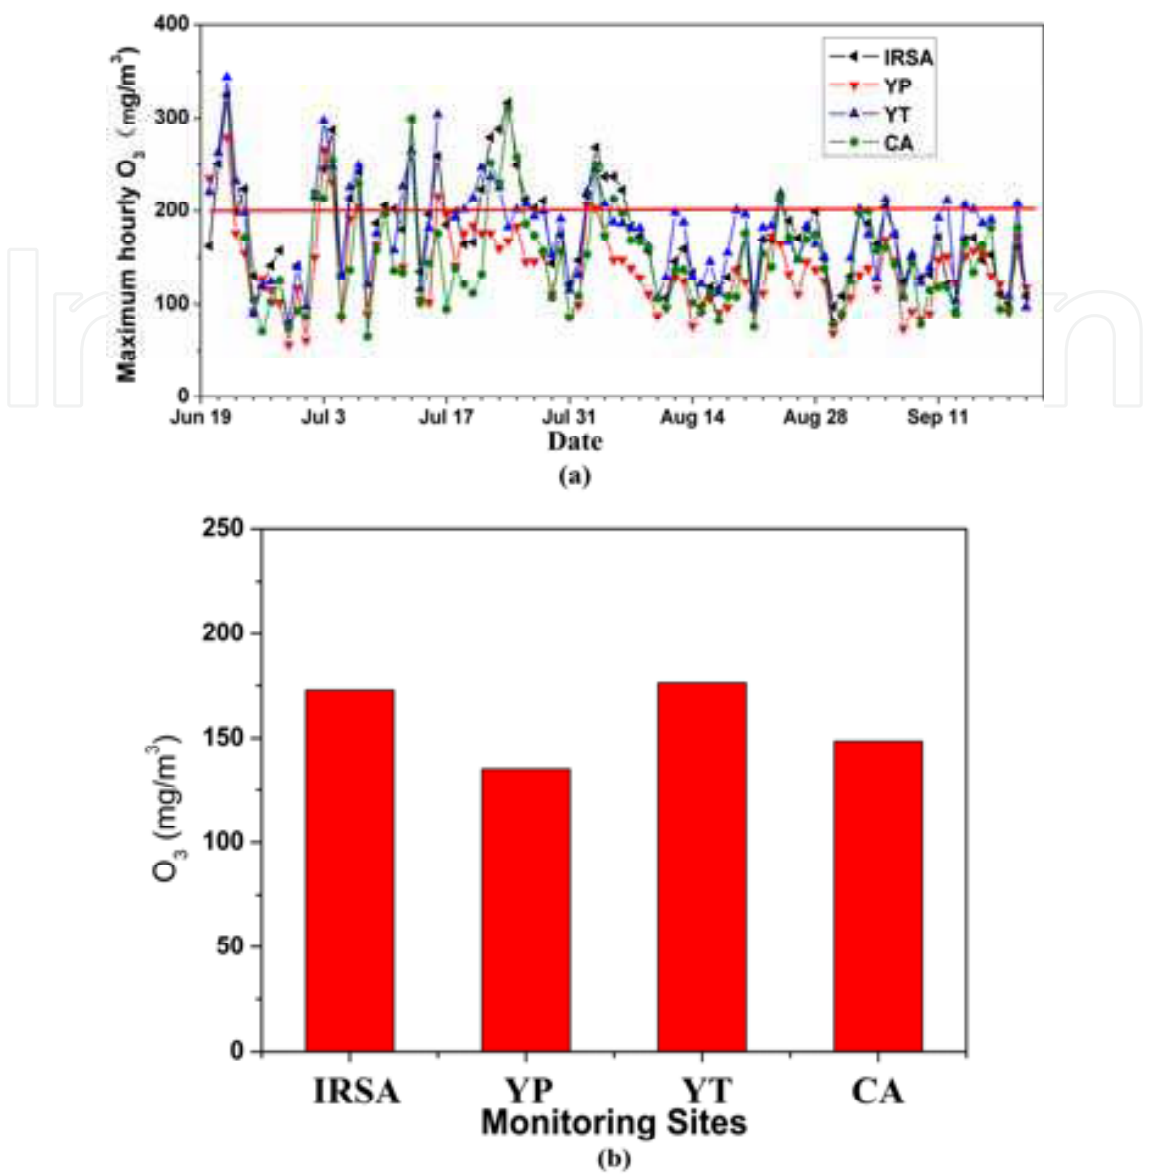 400
300
200
100
0
Maximum hourly O3 (mg/m3)
IRSA
YP
YT
CA
Jun 19 Jul 3 Jul 17 Jul 31 Aug 14 Aug 28 Sep 11
Date
(a)
250
200
150
100
50
0
O3 (mg/m3)
IRSA YP YT CA
Monitoring Sites
(b)